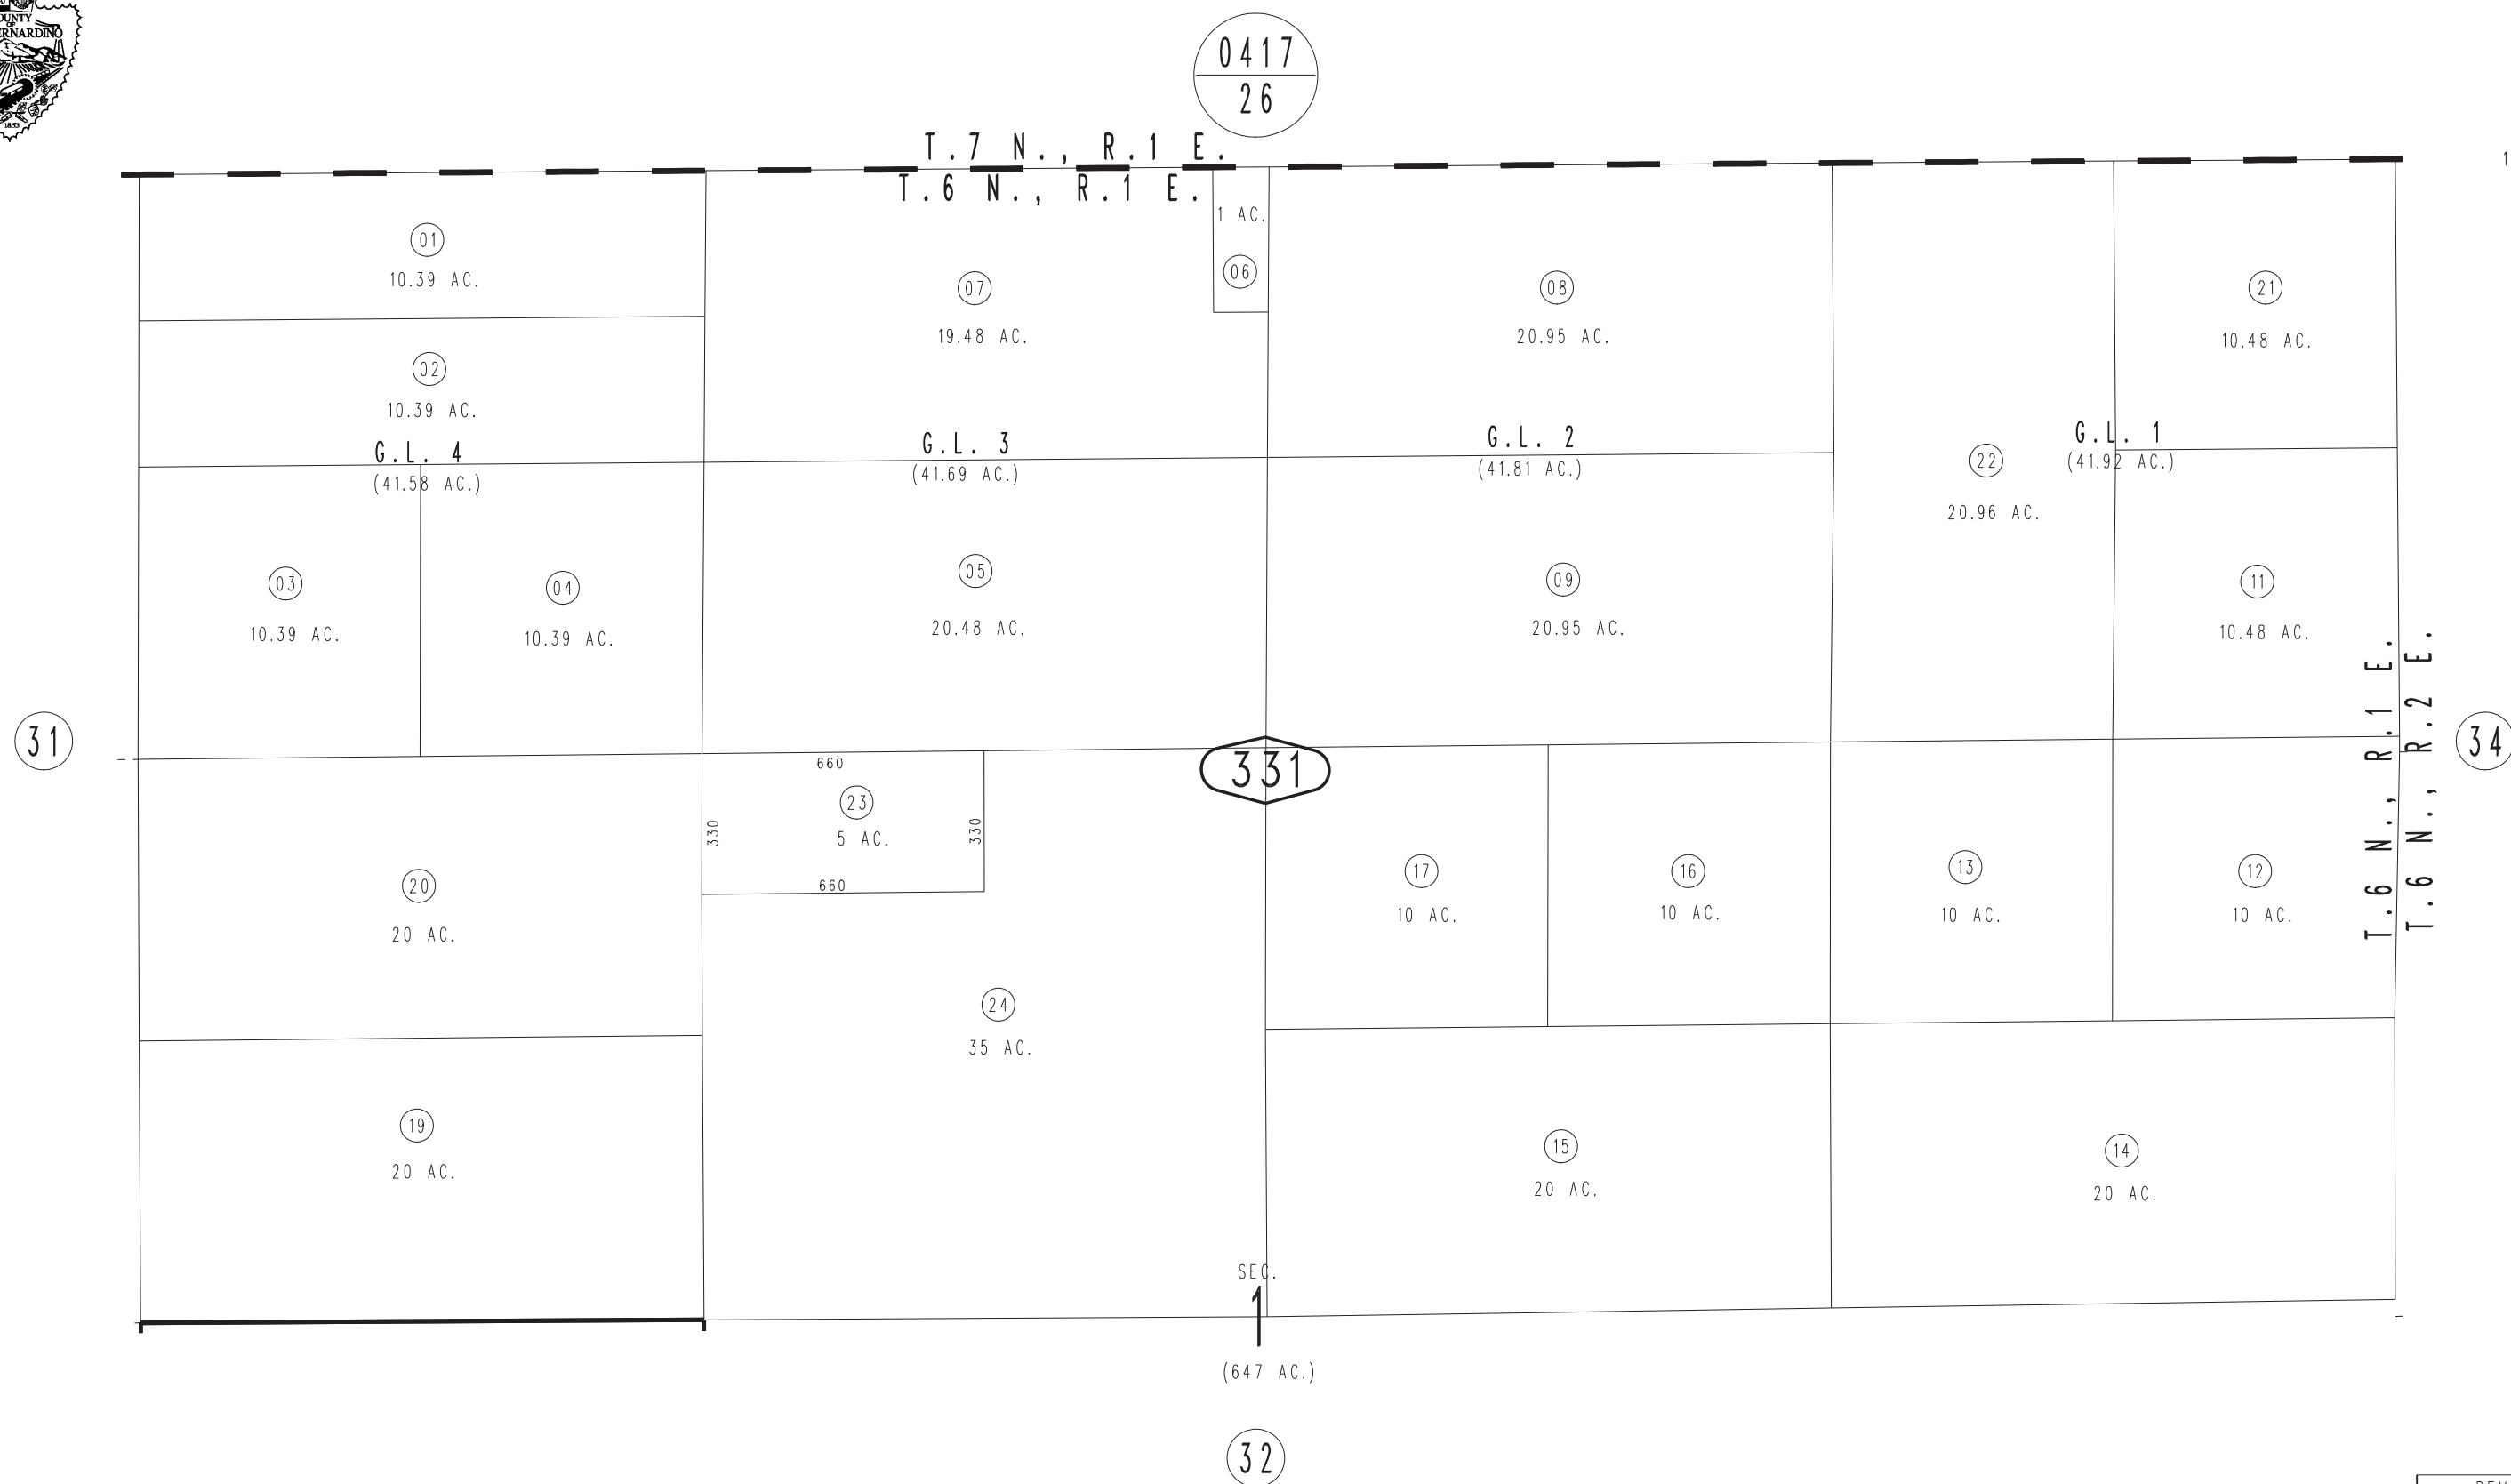 COUNTY
OF
ERNARDINO
1853
0417
26
T.7 N., R.1 E.
T.6 N., R.1 E.
1
1 AC.
06
01
10.39 AC.
07
19.48 AC.
08
20.95 AC.
21
10.48 AC.
02
10.39 AC.
G.L. 4
(41.58 AC.)
G.L. 3
(41.69 AC.)
G.L. 2
(41.81 AC.)
G.L. 1
(41.92 AC.)
22
20.96 AC.
03
10.39 AC.
04
10.39 AC.
05
20.48 AC.
09
20.95 AC.
11
10.48 AC.
T.6 N., R.1 E.
T.6 N., R.2 E.
31
331
34
660
23
5 AC.
330
330
660
20
20 AC.
17
10 AC.
16
10 AC.
13
10 AC.
12
10 AC.
24
35 AC.
19
20 AC.
15
20 AC.
14
20 AC.
SEC.
1
(647 AC.)
32